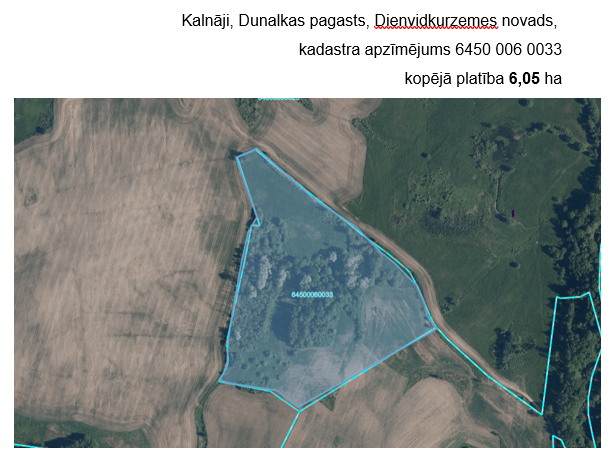 Kalnāji, Dunalkas pagasts, Dienvidkurzemes novads,
kadastra apzīmējums 6450 006 0033
kopējā platība 6,05 ha
64500060033